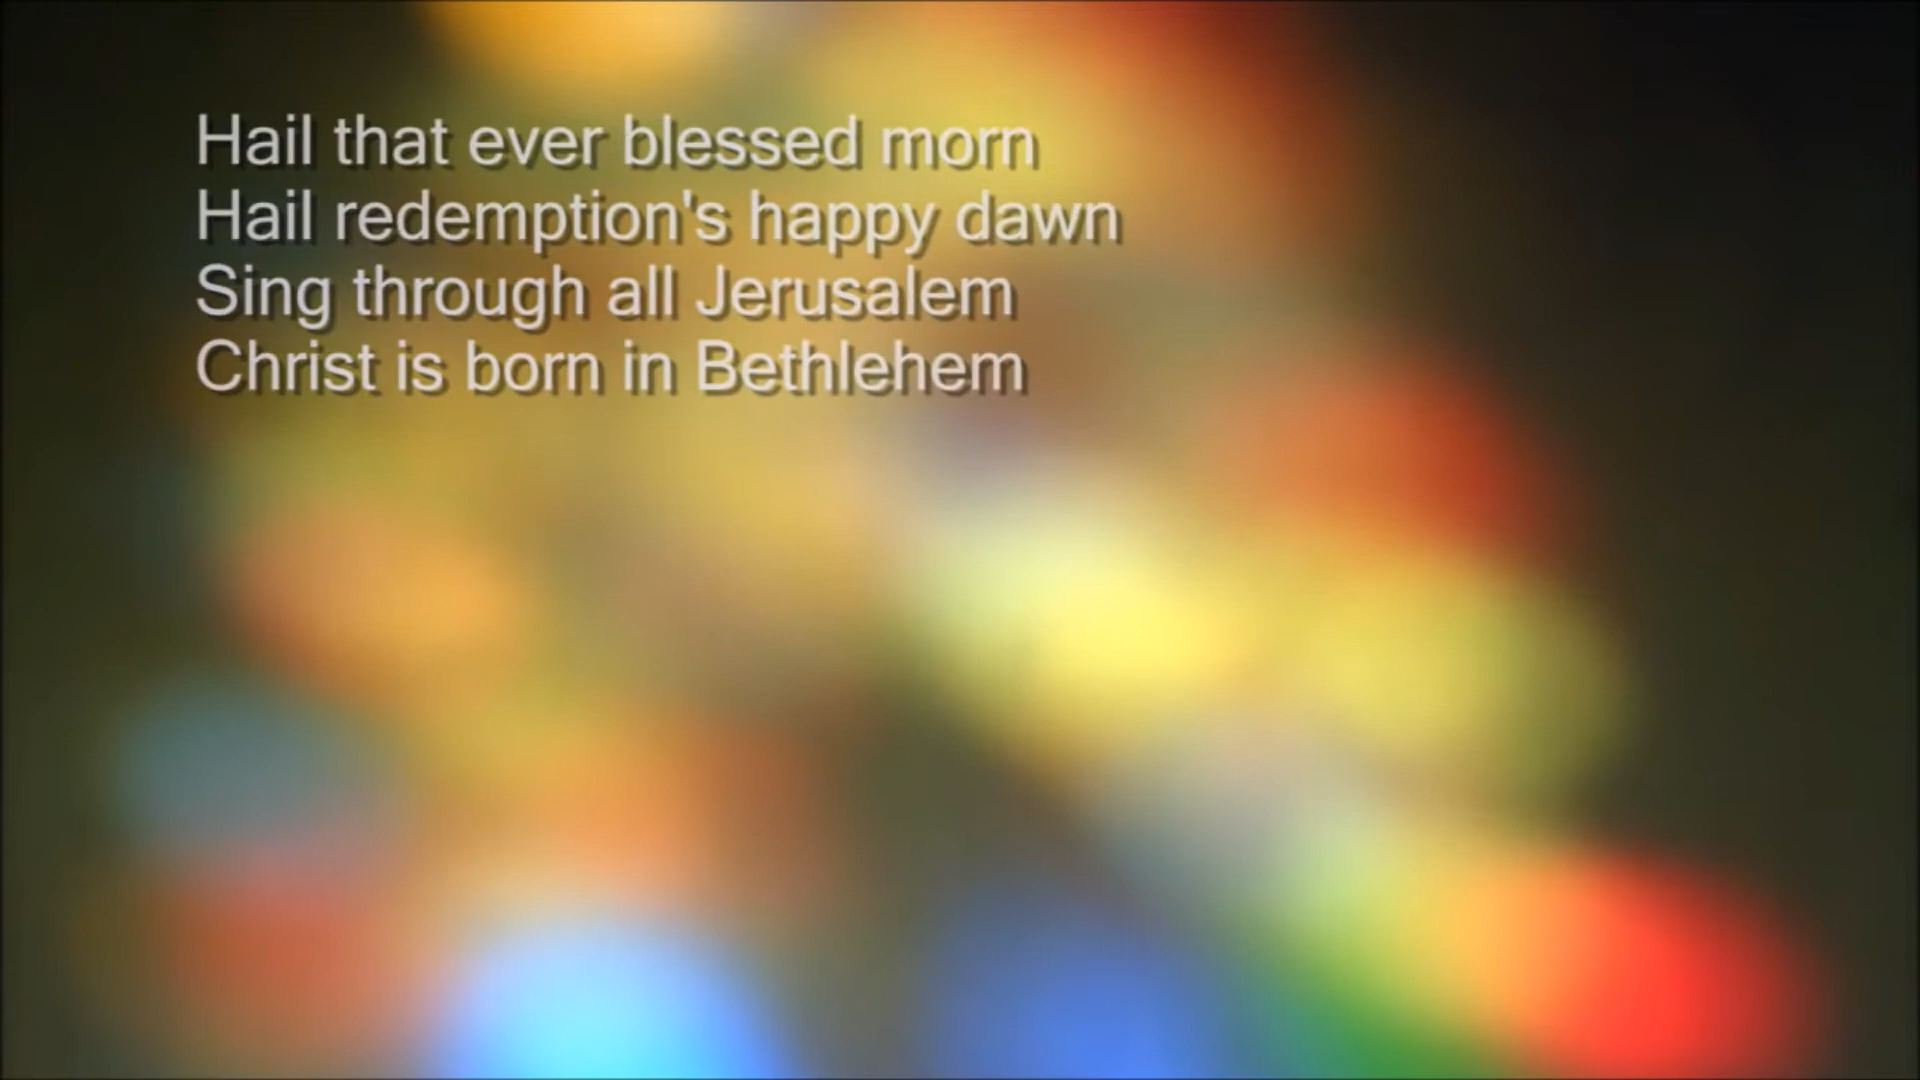 Hail that ever blessed morn
Hail redemption's happy dawn
Sing through all Jerusalem
Christ is born in Bethlehem